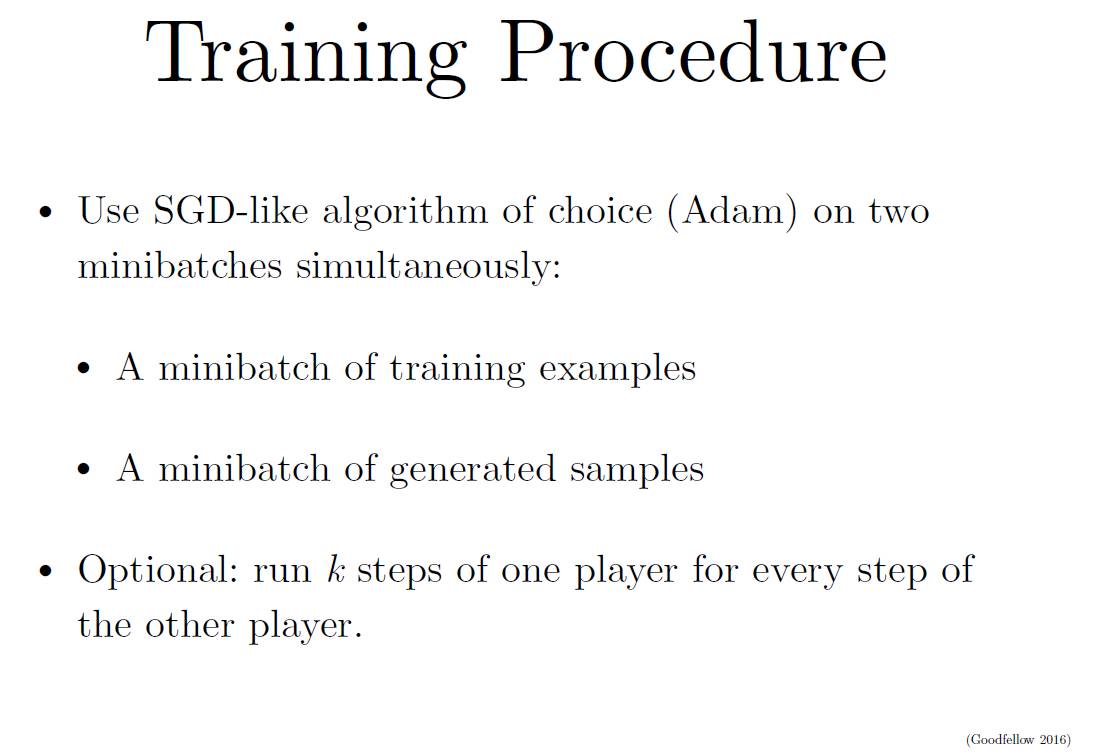 Training Procedure
• Use SGD-like algorithm of choice (Adam) on two
minibatches simultaneously:
• A minibatch of training examples
• A minibatch of generated samples
• Optional: run k steps of one player for every step of
the other player.
(Goodfellow 2016)